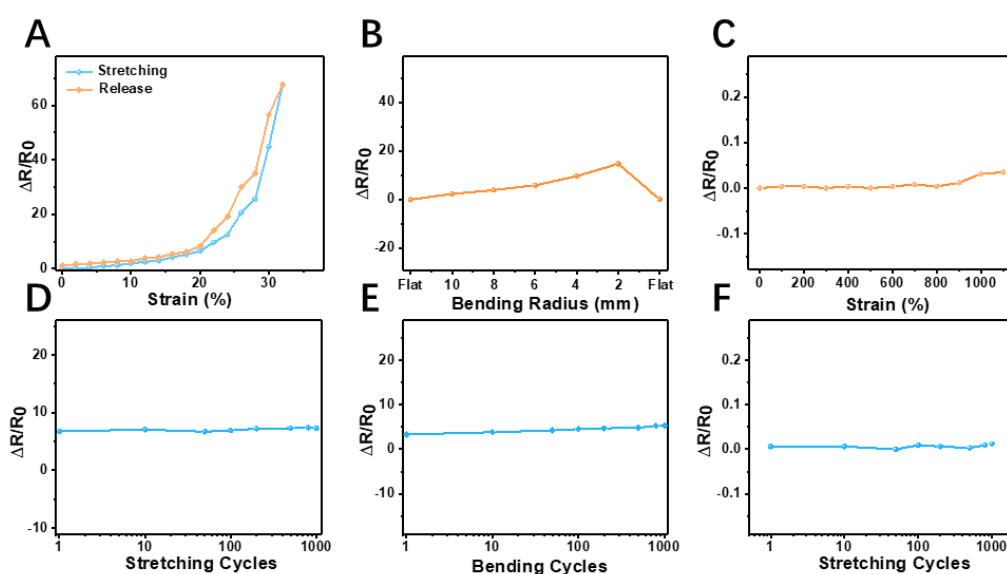 A
Stretching
Release
ΔR/R0
60
40
20
0
0
10
20
30
Strain (%)
B
ΔR/R0
40
20
0
-20
Flat
10
8
6
4
2
Flat
Bending Radius (mm)
C
ΔR/R0
0.2
0.1
0.0
-0.1
0
200
400
600
800
1000
Strain (%)
D
ΔR/R0
20
10
0
-10
1
10
100
1000
Stretching Cycles
E
ΔR/R0
20
10
0
-10
1
10
100
1000
Bending Cycles
F
ΔR/R0
0.2
0.1
0.0
-0.1
1
10
100
1000
Stretching Cycles